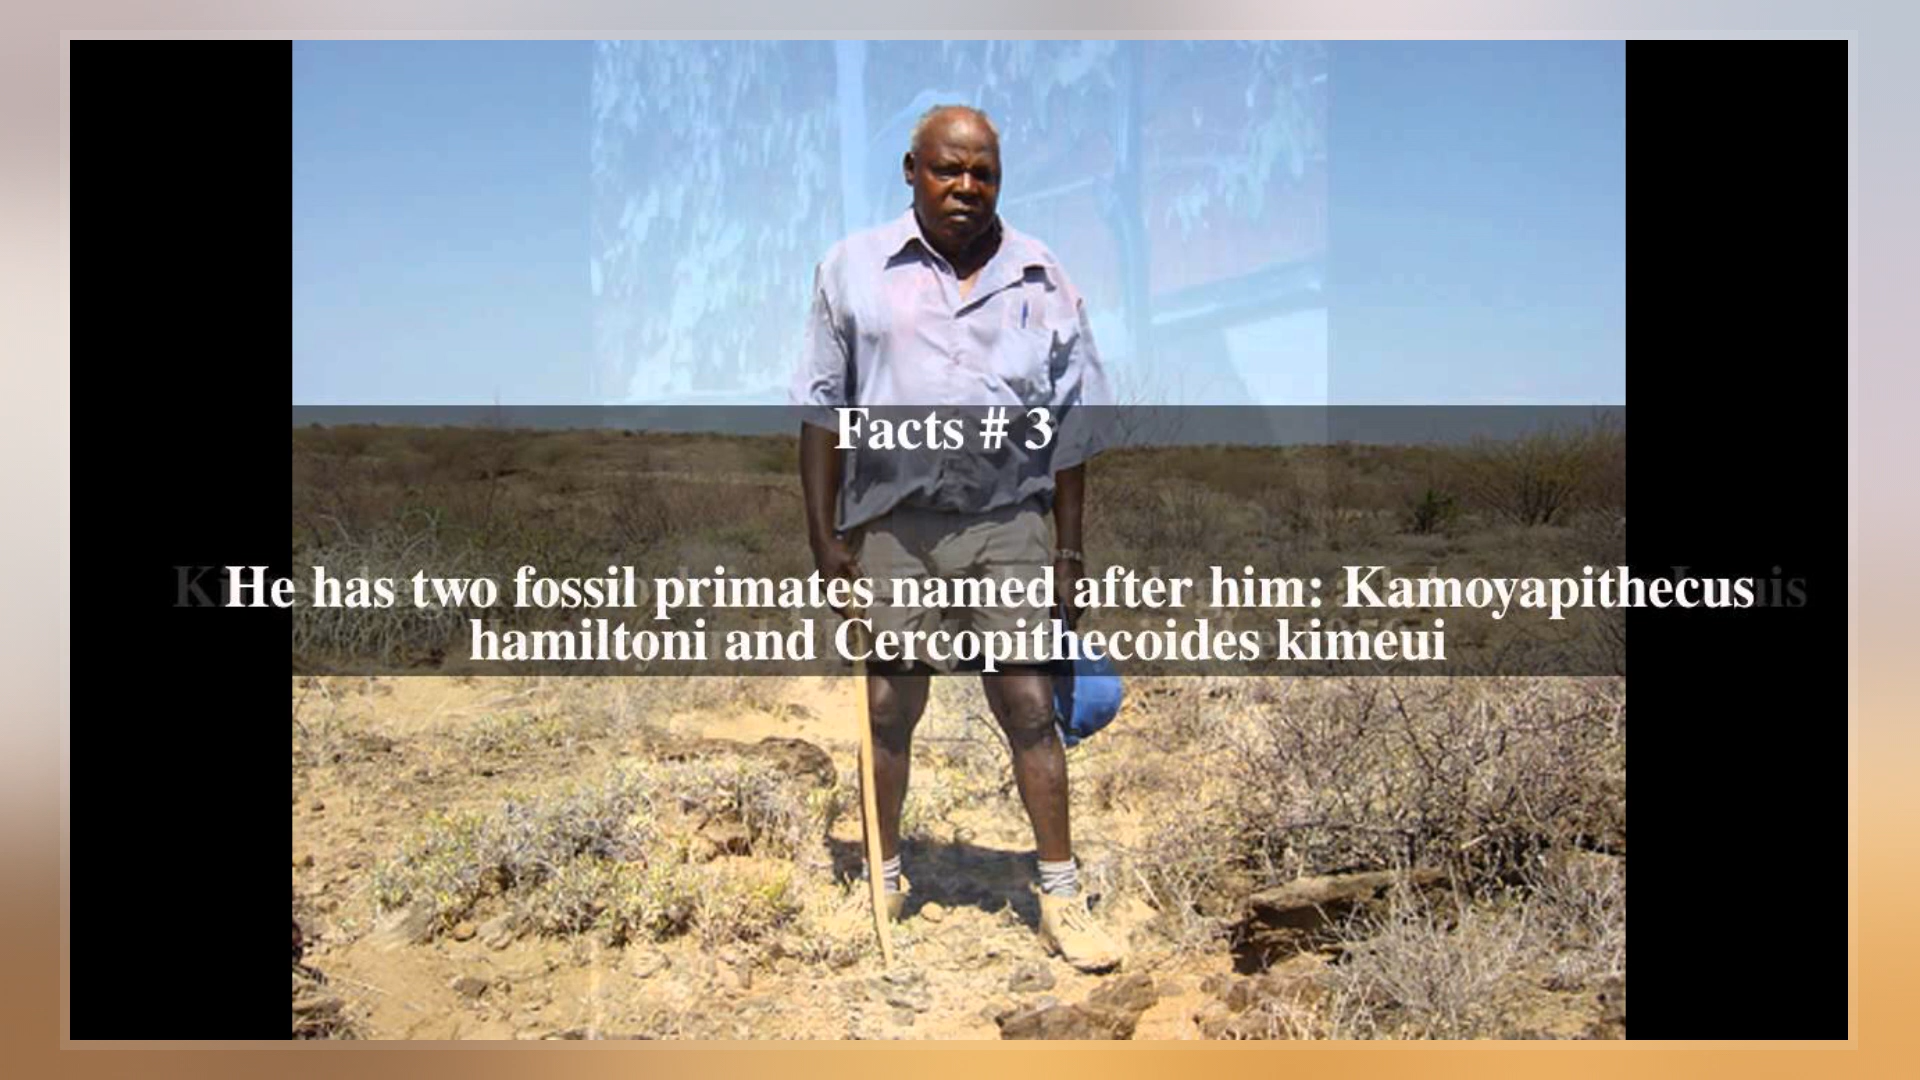 Facts # 3
He has two fossil primates named after him: Kamoyapithecus
hamiltoni and Cercopithecoides kimeui